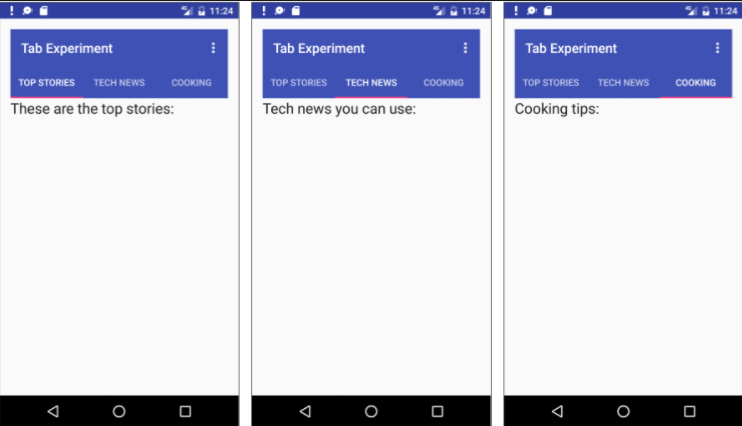 11:24
Tab Experiment
TOP STORIES TECH NEWS COOKING
These are the top stories:
11:24
Tab Experiment
TOP STORIES TECH NEWS COOKING
Tech news you can use:
11:24
Tab Experiment
TOP STORIES TECH NEWS COOKING
Cooking tips: